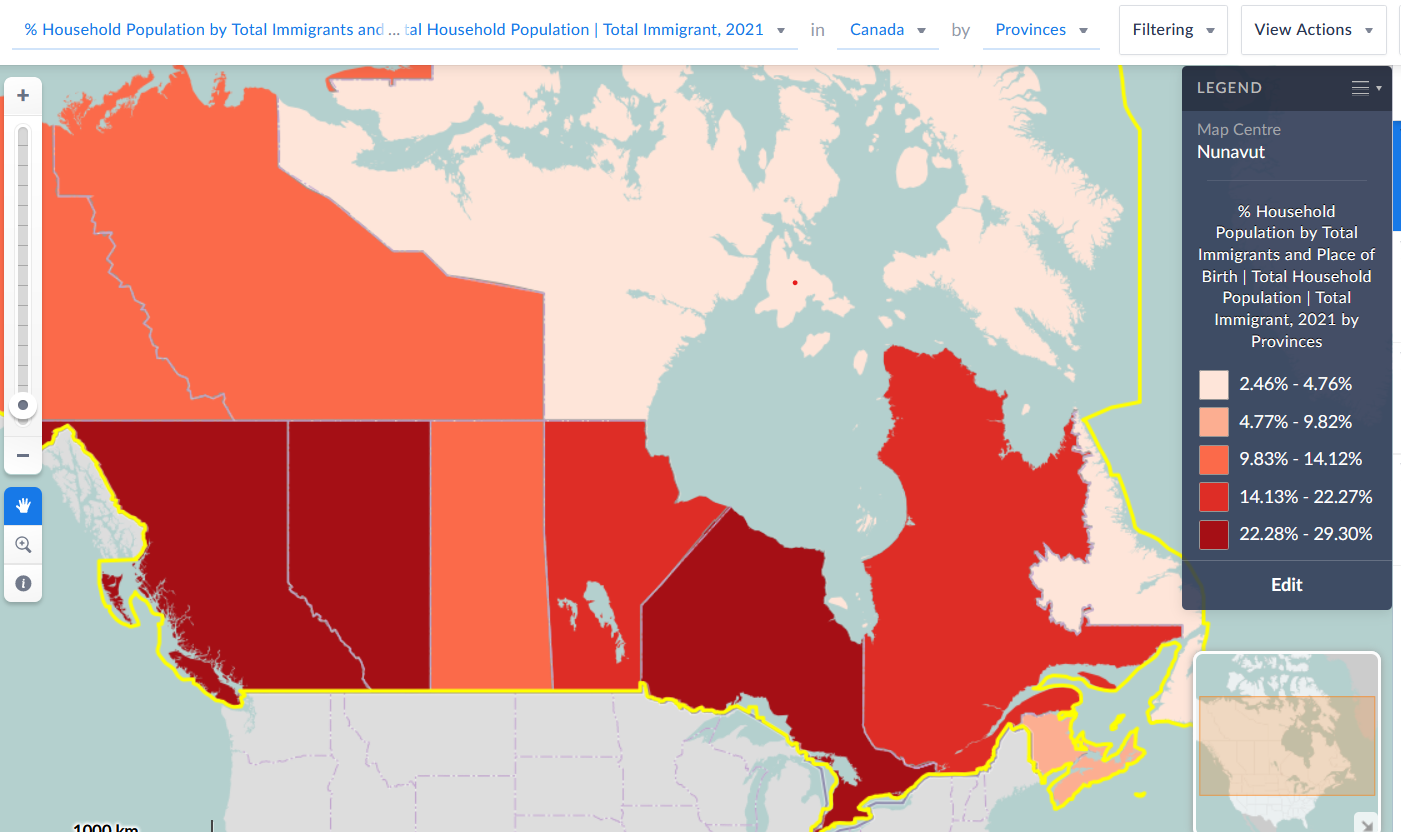 % Household Population by Total Immigrants and ... tal Household Population | Total Immigrant, 2021 in Canada by Provinces Filtering View Actions
LEGEND
Map Centre
Nunavut
% Household
Population by Total
Immigrants and Place of
Birth | Total Household
Population | Total
Immigrant, 2021 by
Provinces
2.46% - 4.76%
4.77% - 9.82%
9.83% - 14.12%
14.13% - 22.27%
22.28% - 29.30%
Edit
1000 km